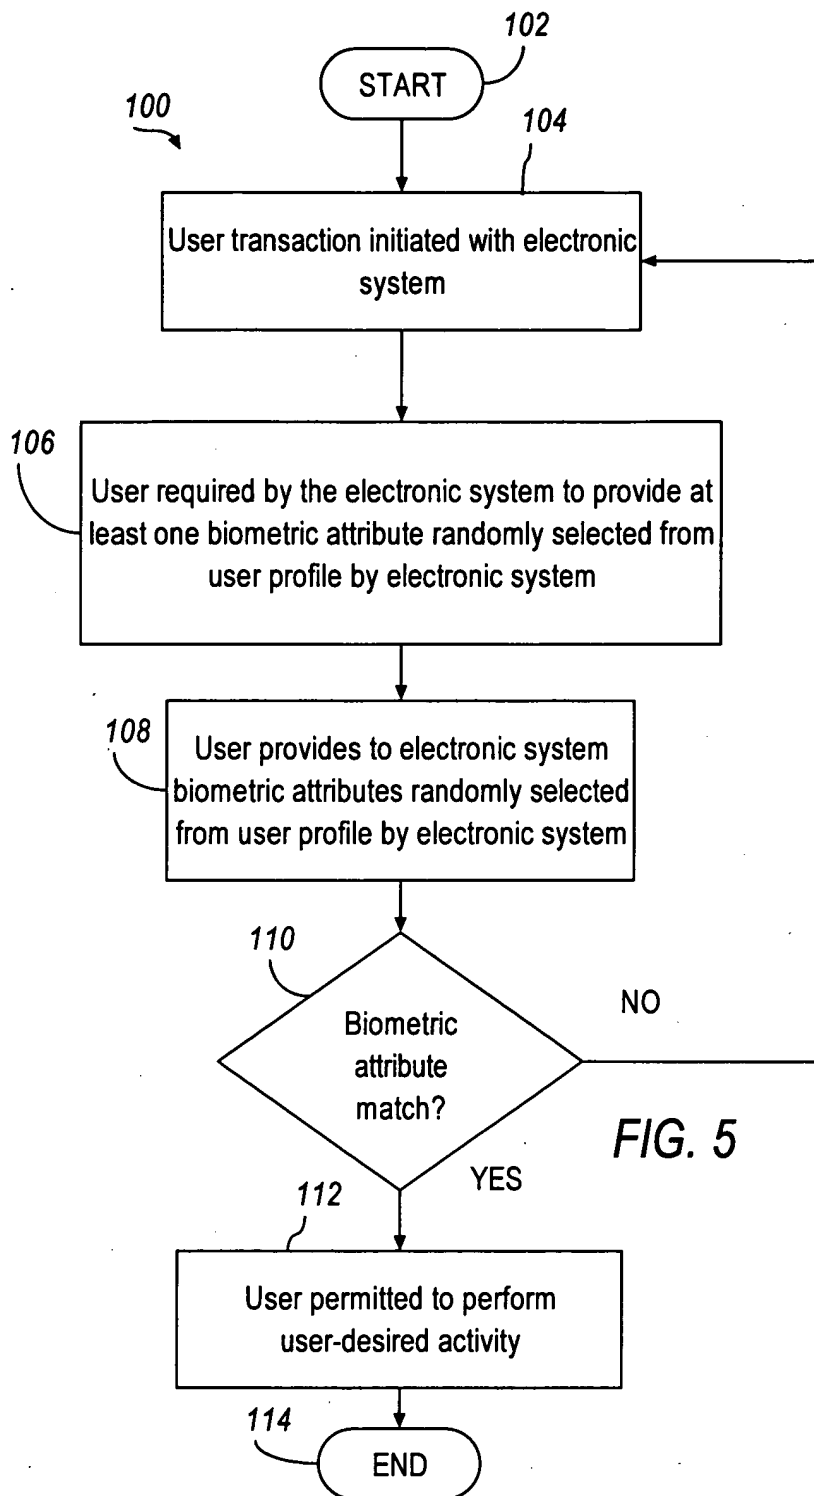 102
START
100
104
User transaction initiated with electronic
system
106
User required by the electronic system to provide at
least one biometric attribute randomly selected from
user profile by electronic system
108
User provides to electronic system
biometric attributes randomly selected
from user profile by electronic system
110
Biometric
attribute
match?
NO
FIG. 5
YES
112
User permitted to perform
user-desired activity
114
END